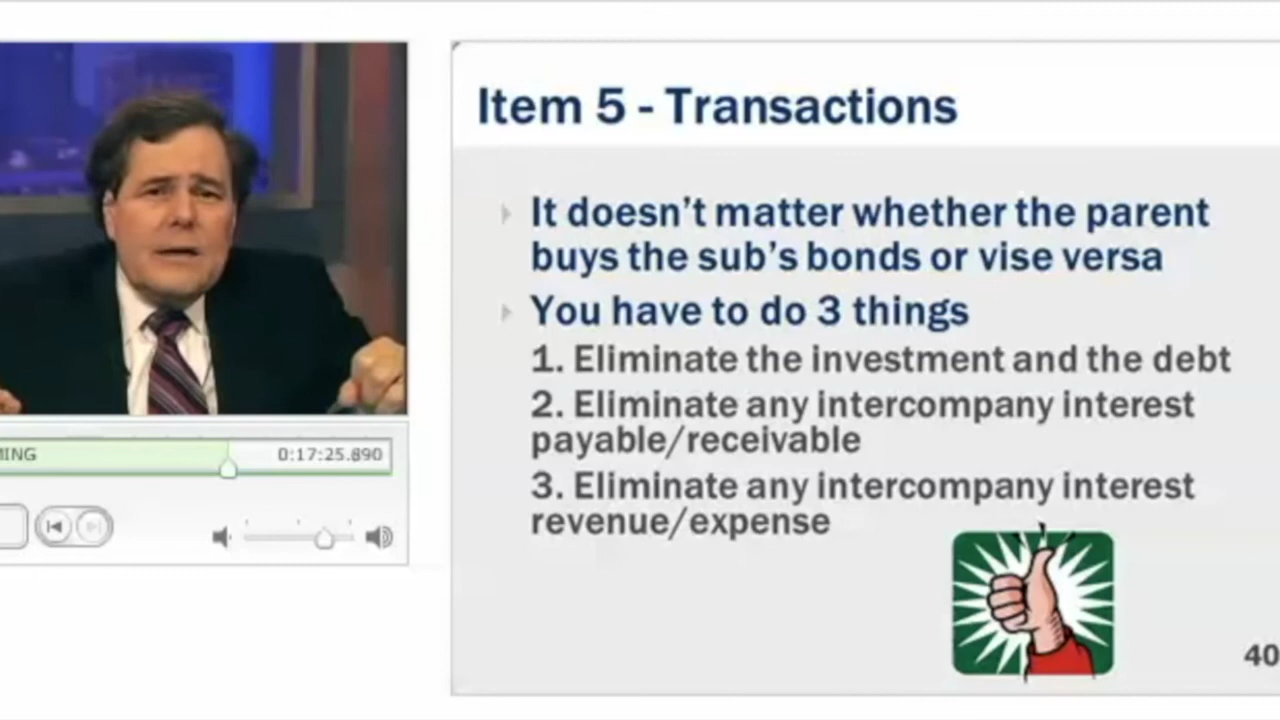 Item 5 - Transactions
It doesn't matter whether the parent
buys the sub's bonds or vise versa
You have to do 3 things
1. Eliminate the investment and the debt
2. Eliminate any intercompany interest
payable/receivable
3. Eliminate any intercompany interest
revenue/expense
MING
0:17:25.890
40